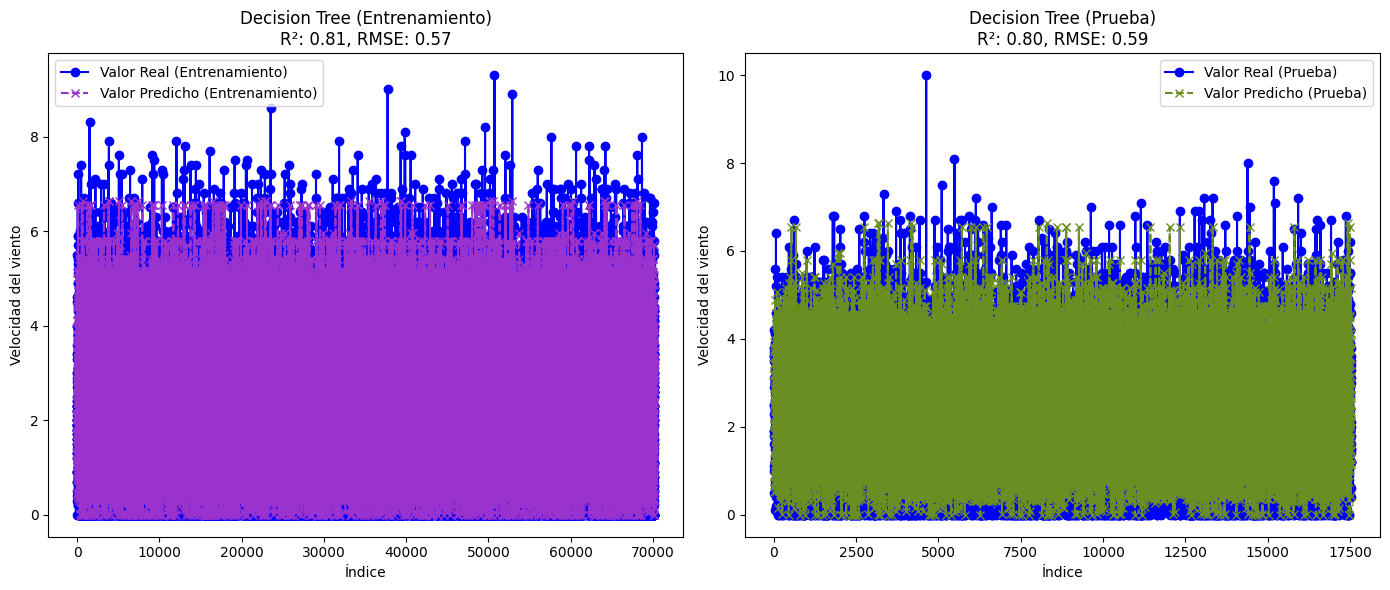 Decision Tree (Entrenamiento)
R²: 0.81, RMSE: 0.57
Valor Real (Entrenamiento)
Valor Predicho (Entrenamiento)
Velocidad del viento
8
6
4
2
0
0 10000 20000 30000 40000 50000 60000 70000
Índice
Decision Tree (Prueba)
R²: 0.80, RMSE: 0.59
Valor Real (Prueba)
Valor Predicho (Prueba)
Velocidad del viento
10
8
6
4
2
0
0 2500 5000 7500 10000 12500 15000 17500
Índice